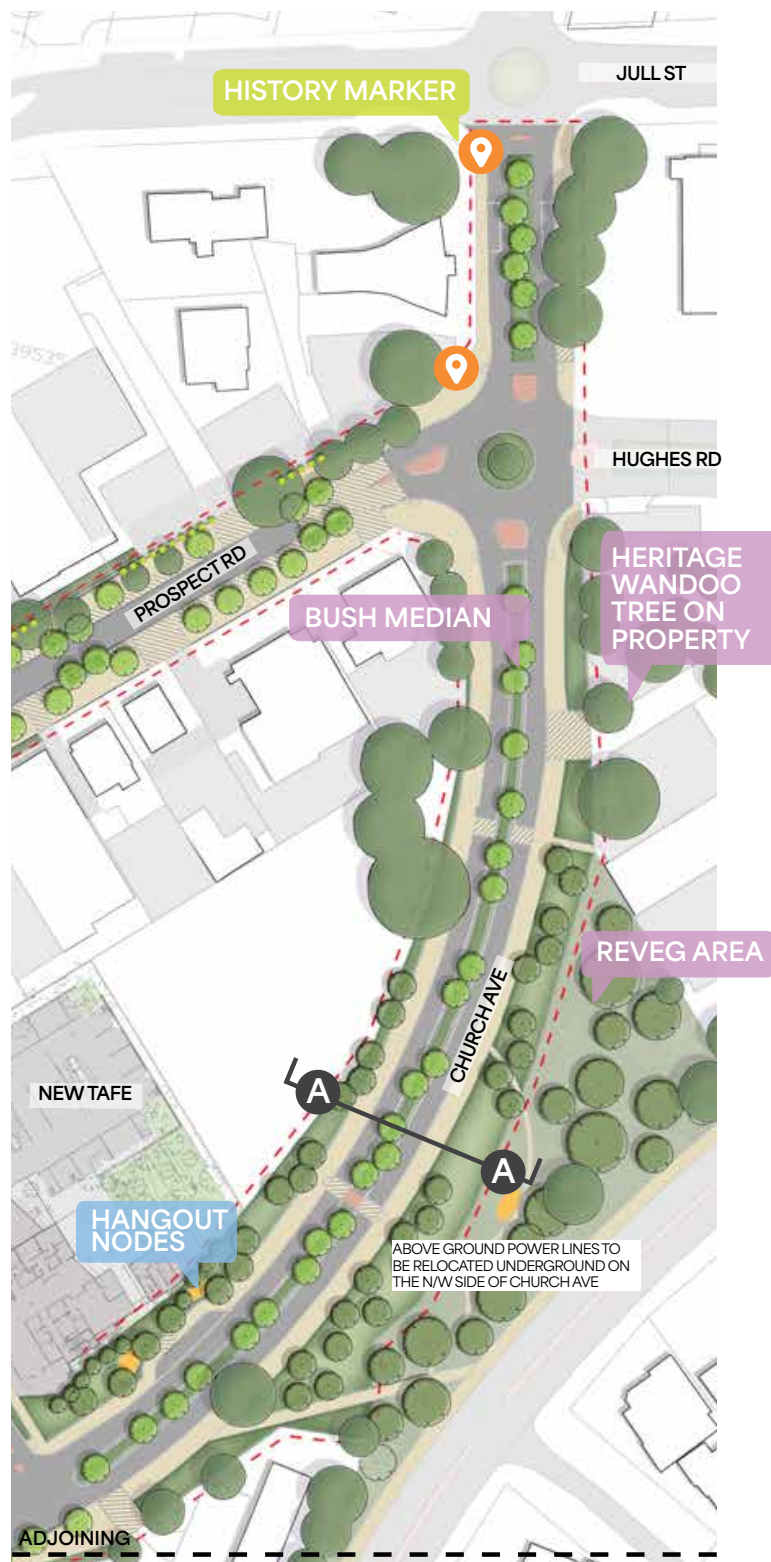 JULL ST
HISTORY MARKER
39535
HUGHES RD
HERITAGE
WANDOO
TREE ON
PROPERTY
PROSPECT RD
BUSH MEDIAN
REVEG AREA
CHURCH AVE
A
NEW TAFE
A
HANGOUT
NODES
ABOVE GROUND POWER LINES TO
BE RELOCATED UNDERGROUND ON
THE N/W SIDE OF CHURCH AVE
ADJOINING